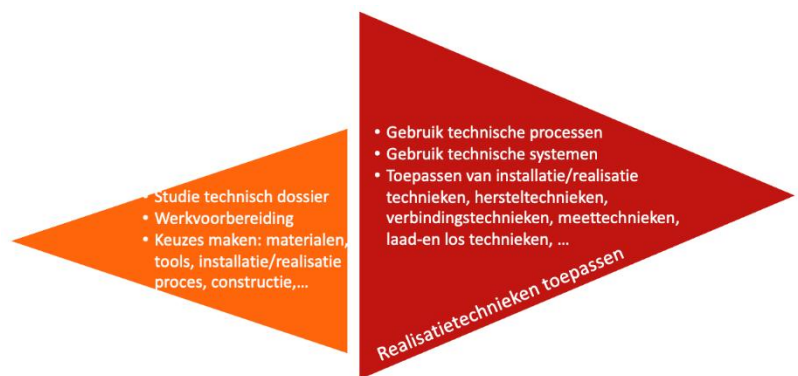 • Studie technisch dossier
• Werkvoorbereiding
• Keuzes maken: materialen,
tools, installatie/realisatie
proces, constructie,...
• Gebruik technische processen
• Gebruik technische systemen
• Toepassen van installatie/realisatie
technieken, hersteltechnieken,
verbindingstechnieken, meettechnieken,
laad-en los technieken, ...
Realisatietechnieken toepassen